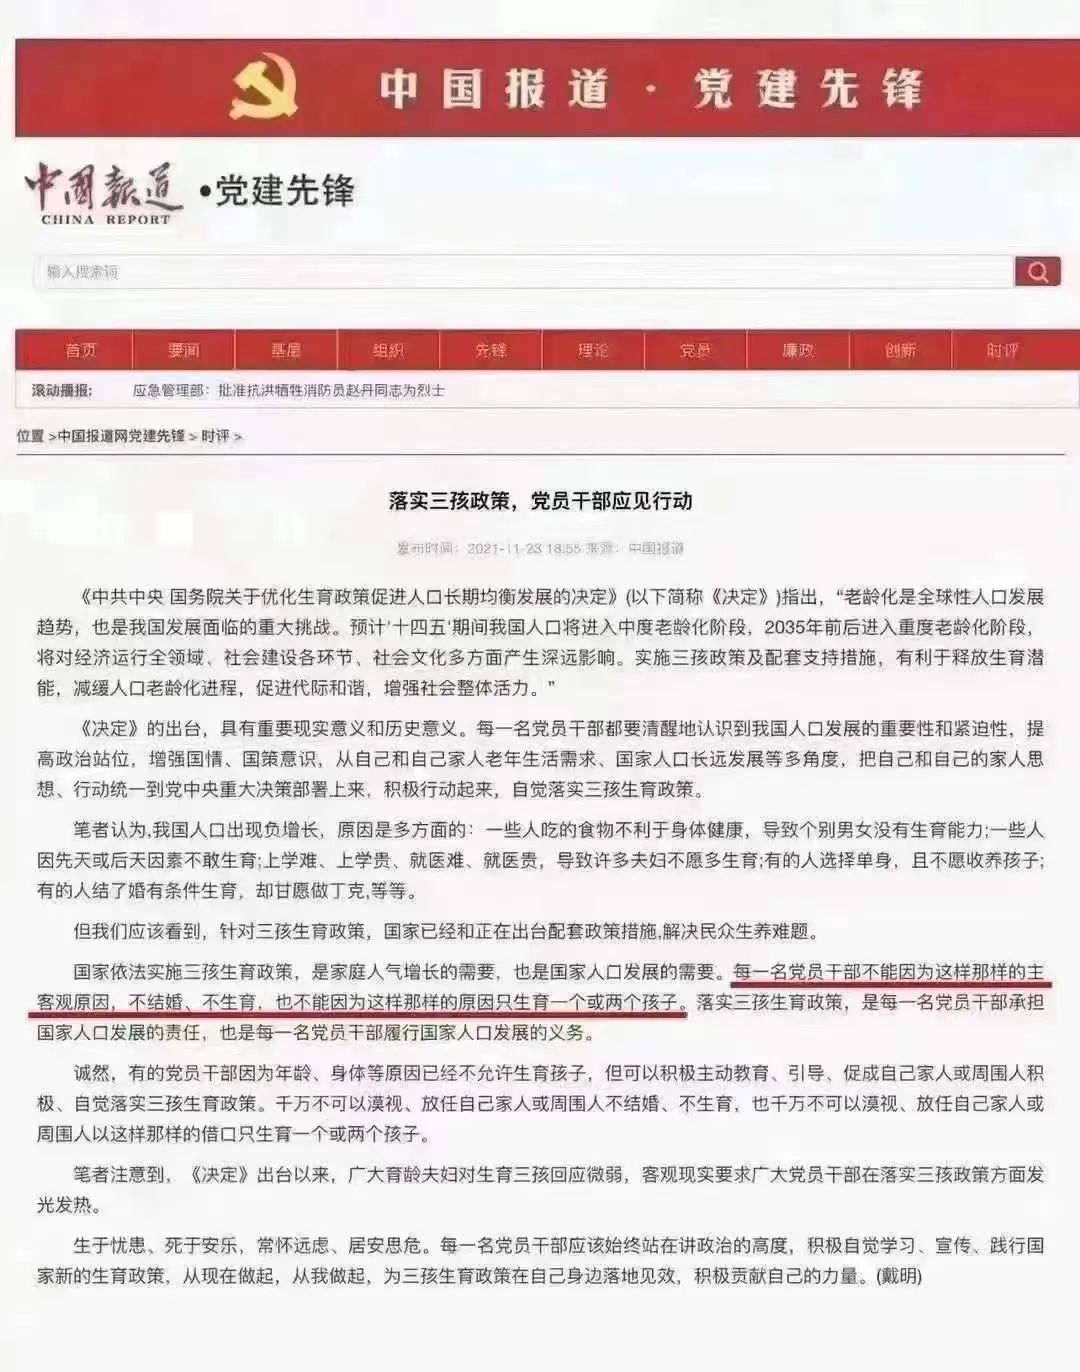 中国报道·党建先锋
中國報道·党建先锋
CHINA REPORT
输入搜索词
首页 要闻 基层 组织 先锋 理论 党员 廉政 创新 时评
滚动播报: 应急管理部：批准抗洪牺牲消防员赵丹同志为烈士
位置 >中国报道网党建先锋 > 时评 >
落实三孩政策，党员干部应见行动
发布时间：2021-11-23 18:55 来源：中国报道
《中共中央 国务院关于优化生育政策促进人口长期均衡发展的决定》(以下简称《决定》)指出，“老龄化是全球性人口发展
趋势，也是我国发展面临的重大挑战。预计'十四五'期间我国人口将进入中度老龄化阶段，2035年前后进入重度老龄化阶段，
将对经济运行全领域、社会建设各环节、社会文化多方面产生深远影响。实施三孩政策及配套支持措施，有利于释放生育潜
能，减缓人口老龄化进程，促进代际和谐，增强社会整体活力。”
《决定》的出台，具有重要现实意义和历史意义。每一名党员干部都要清醒地认识到我国人口发展的重要性和紧迫性，提
高政治站位，增强国情、国策意识，从自己和自己家人老年生活需求、国家人口长远发展等多角度，把自己和自己的家人思
想、行动统一到党中央重大决策部署上来，积极行动起来，自觉落实三孩生育政策。
笔者认为,我国人口出现负增长，原因是多方面的：一些人吃的食物不利于身体健康，导致个别男女没有生育能力;一些人
因先天或后天因素不敢生育;上学难、上学贵、就医难、就医贵，导致许多夫妇不愿多生育;有的人选择单身，且不愿收养孩子;
有的人结了婚有条件生育，却甘愿做丁克,等等。
但我们应该看到，针对三孩生育政策，国家已经和正在出台配套政策措施,解决民众生养难题。
国家依法实施三孩生育政策，是家庭人气增长的需要，也是国家人口发展的需要。每一名党员干部不能因为这样那样的主
客观原因，不结婚、不生育，也不能因为这样那样的原因只生育一个或两个孩子。落实三孩生育政策，是每一名党员干部承担
国家人口发展的责任，也是每一名党员干部履行国家人口发展的义务。
诚然，有的党员干部因为年龄、身体等原因已经不允许生育孩子，但可以积极主动教育、引导、促成自己家人或周围人积
极、自觉落实三孩生育政策。千万不可以漠视、放任自己家人或周围人不结婚、不生育，也千万不可以漠视、放任自己家人或
周围人以这样那样的借口只生育一个或两个孩子。
笔者注意到，《决定》出台以来，广大育龄夫妇对生育三孩回应微弱，客观现实要求广大党员干部在落实三孩政策方面发
光发热。
生于忧患、死于安乐，常怀远虑、居安思危。每一名党员干部应该始终站在讲政治的高度，积极自觉学习、宣传、践行国
家新的生育政策，从现在做起，从我做起，为三孩生育政策在自己身边落地见效，积极贡献自己的力量。(戴明)